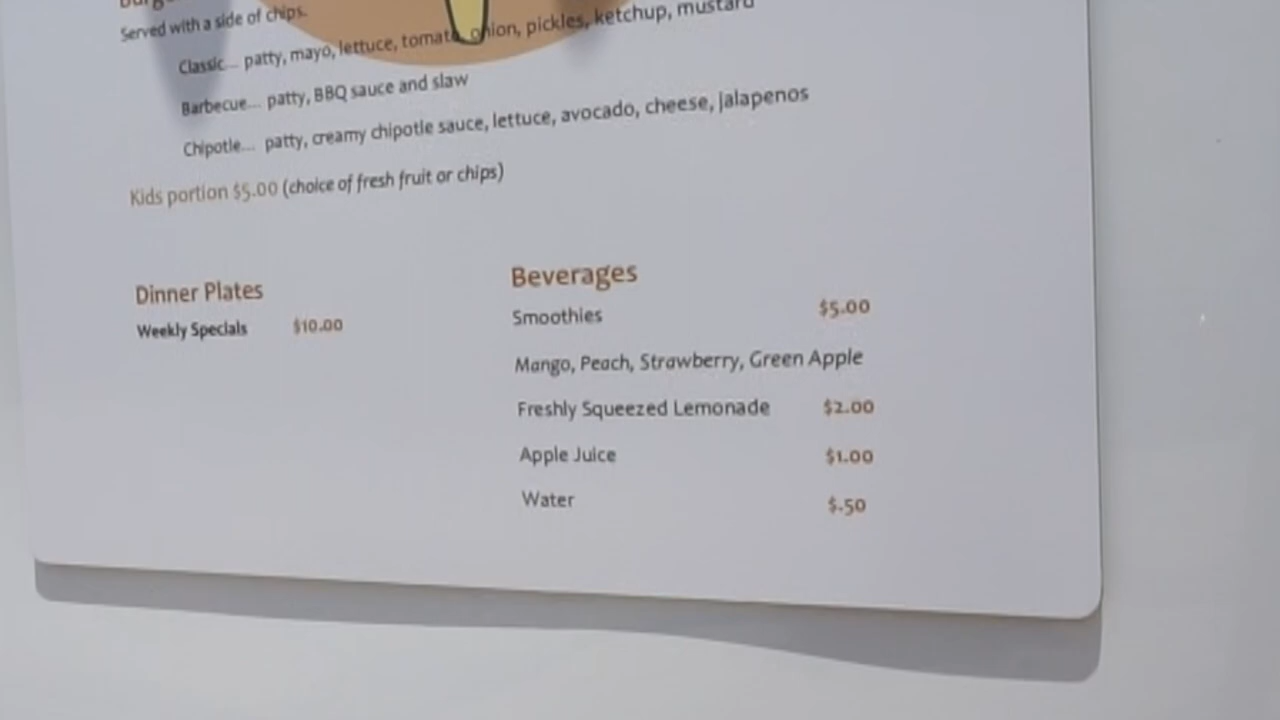 Served with a side of chips.
Classic... patty, mayo, lettuce, tomato, onion, pickles, ketchup, mustard
Barbecue... patty, BBQ sauce and slaw
Chipotle... patty, creamy chipotle sauce, lettuce, avocado, cheese, jalapenos
Kids portion $5.00 (choice of fresh fruit or chips)
Dinner Plates
Weekly Specials $10.00
Beverages
Smoothies $5.00
Mango, Peach, Strawberry, Green Apple
Freshly Squeezed Lemonade $2.00
Apple Juice $1.00
Water $.50